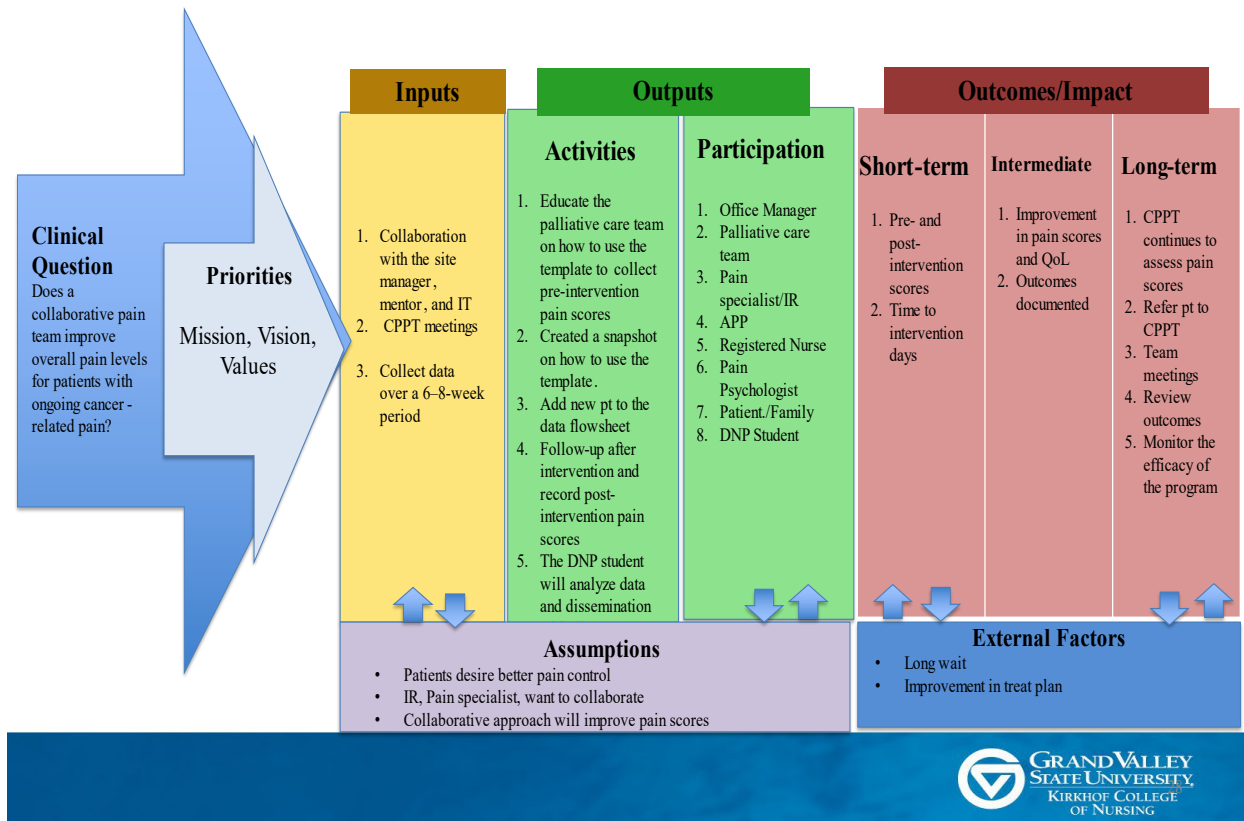 Clinical
Question
Does a
collaborative pain
team improve
overall pain levels
for patients with
ongoing cancer -
related pain?
Priorities
Mission, Vision,
Values
Inputs
1. Collaboration
with the site
manager,
mentor, and IT
2. CPPT meetings
3. Collect data
over a 6–8-week
period
Outputs
Activities
1. Educate the
palliative care team
on how to use the
template to collect
pre-intervention
pain scores
2. Created a snapshot
on how to use the
template.
3. Add new pt to the
data flowsheet
4. Follow-up after
intervention and
record post-
intervention pain
scores
5. The DNP student
will analyze data
and dissemination
Participation
1. Office Manager
2. Palliative care
team
3. Pain
specialist/IR
4. APP
5. Registered Nurse
6. Pain
Psychologist
7. Patient./Family
8. DNP Student
Outcomes/Impact
Short-term
1. Pre- and
post-
intervention
scores
2. Time to
intervention
days
Intermediate
1. Improvement
in pain scores
and QoL
2. Outcomes
documented
Long-term
1. CPPT
continues to
assess pain
scores
2. Refer pt to
CPPT
3. Team
meetings
4. Review
outcomes
5. Monitor the
efficacy of
the program
Assumptions
• Patients desire better pain control
• IR, Pain specialist, want to collaborate
• Collaborative approach will improve pain scores
External Factors
• Long wait
• Improvement in treat plan
GRAND VALLEY
STATE UNIVERSITY
KIRKHOF COLLEGE
OF NURSING